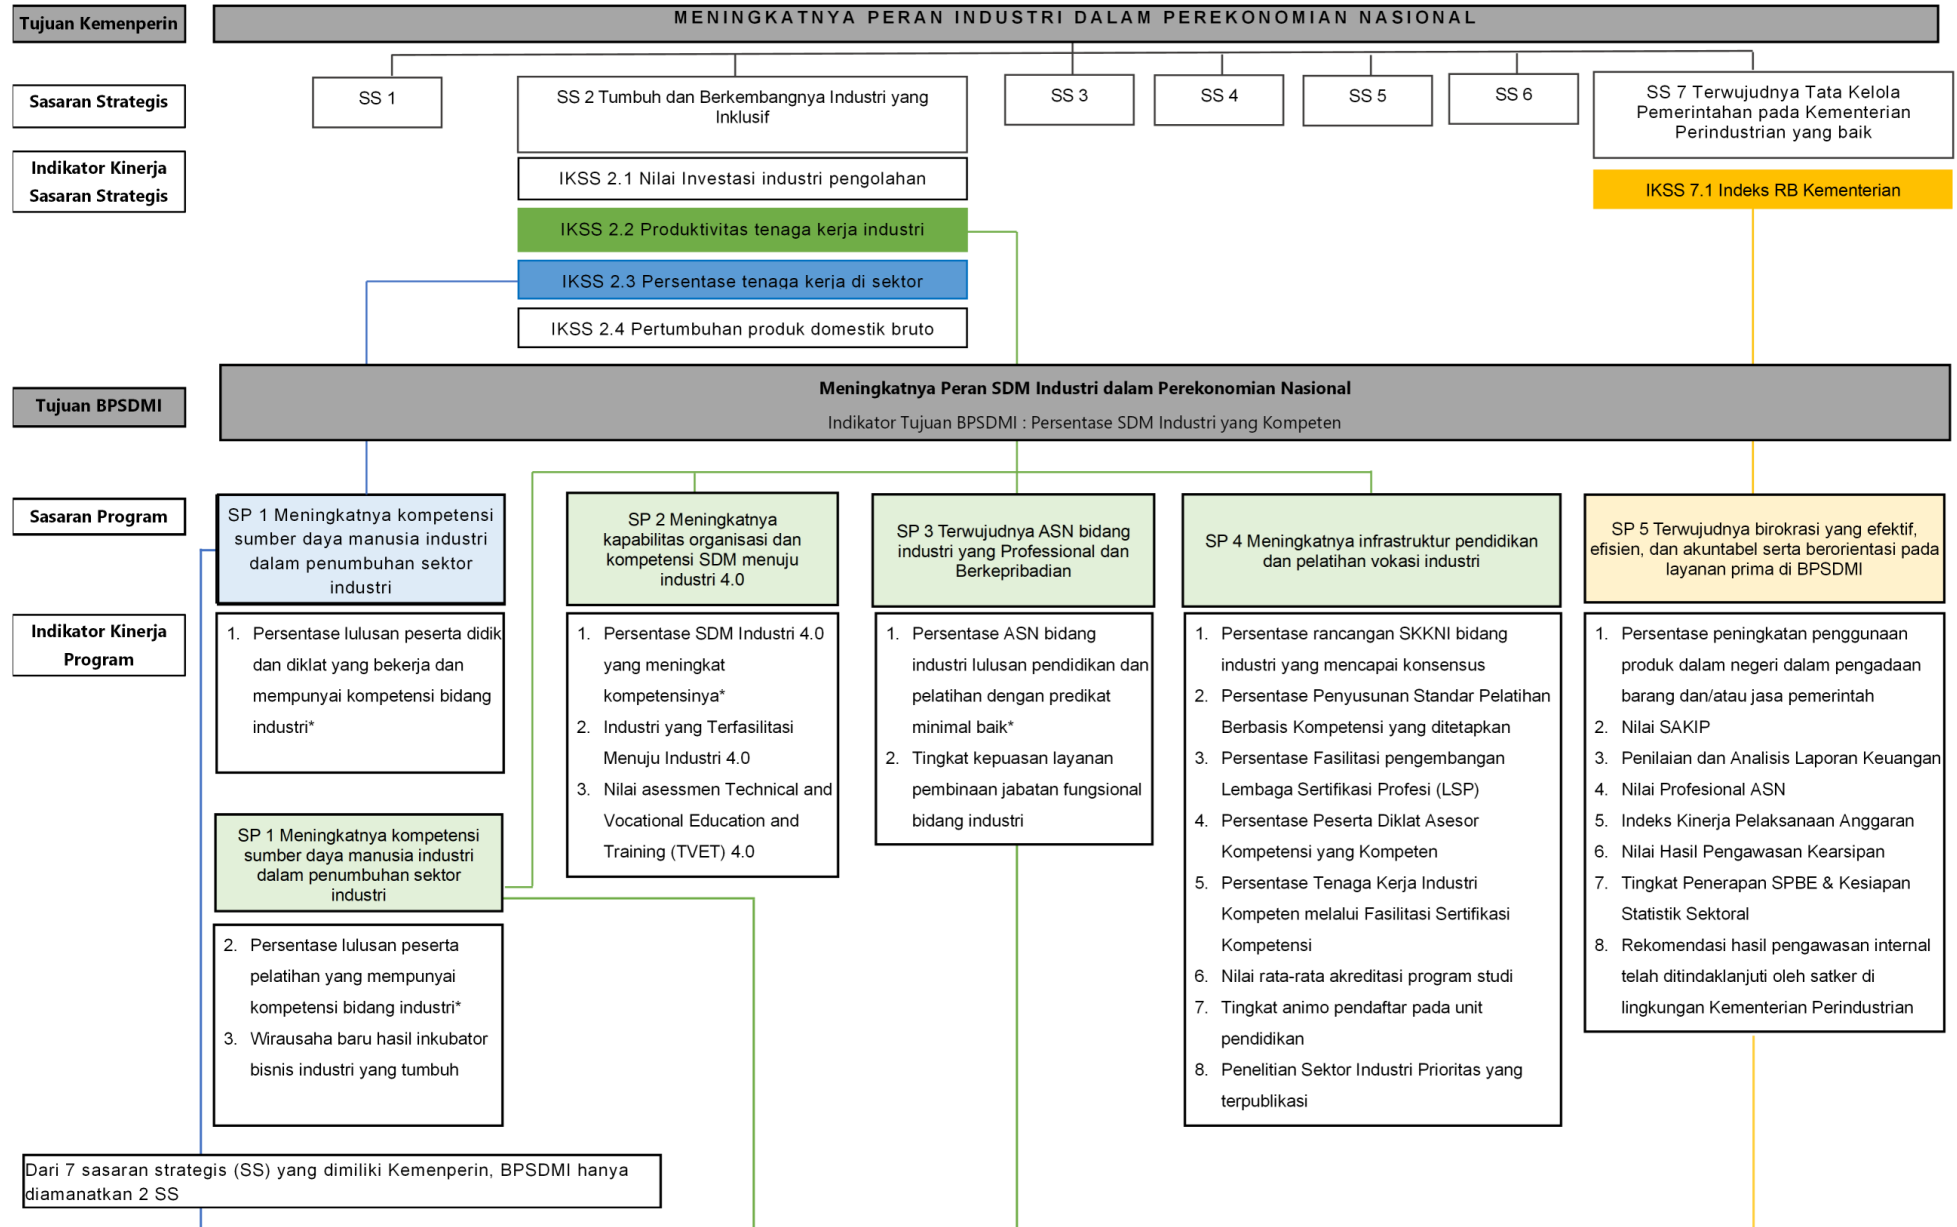 Tujuan Kemenperin
MENINGKATNYA PERAN INDUSTRI DALAM PEREKONOMIAN NASIONAL
Sasaran Strategis
SS 1
SS 2 Tumbuh dan Berkembangnya Industri yang
Inklusif
SS 3
SS 4
SS 5
SS 6
SS 7 Terwujudnya Tata Kelola
Pemerintahan pada Kementerian
Perindustrian yang baik
Indikator Kinerja
Sasaran Strategis
IKSS 2.1 Nilai Investasi industri pengolahan
IKSS 2.2 Produktivitas tenaga kerja industri
IKSS 2.3 Persentase tenaga kerja di sektor
IKSS 2.4 Pertumbuhan produk domestik bruto
IKSS 7.1 Indeks RB Kementerian
Tujuan BPSDMI
Meningkatnya Peran SDM Industri dalam Perekonomian Nasional
Indikator Tujuan BPSDMI : Persentase SDM Industri yang Kompeten
Sasaran Program
SP 1 Meningkatnya kompetensi
sumber daya manusia industri
dalam penumbuhan sektor
industri
SP 2 Meningkatnya
kapabilitas organisasi dan
kompetensi SDM menuju
industri 4.0
SP 3 Terwujudnya ASN bidang
industri yang Professional dan
Berkepribadian
SP 4 Meningkatnya infrastruktur pendidikan
dan pelatihan vokasi industri
SP 5 Terwujudnya birokrasi yang efektif,
efisien, dan akuntabel serta berorientasi pada
layanan prima di BPSDMI
Indikator Kinerja
Program
1. Persentase lulusan peserta didik
dan diklat yang bekerja dan
mempunyai kompetensi bidang
industri*
SP 1 Meningkatnya kompetensi
sumber daya manusia industri
dalam penumbuhan sektor
industri
2. Persentase lulusan peserta
pelatihan yang mempunyai
kompetensi bidang industri*
3. Wirausaha baru hasil inkubator
bisnis industri yang tumbuh
1. Persentase SDM Industri 4.0
yang meningkat
kompetensinya*
2. Industri yang Terfasilitasi
Menuju Industri 4.0
3. Nilai asessmen Technical and
Vocational Education and
Training (TVET) 4.0
1. Persentase ASN bidang
industri lulusan pendidikan dan
pelatihan dengan predikat
minimal baik*
2. Tingkat kepuasan layanan
pembinaan jabatan fungsional
bidang industri
1. Persentase rancangan SKKNI bidang
industri yang mencapai konsensus
2. Persentase Penyusunan Standar Pelatihan
Berbasis Kompetensi yang ditetapkan
3. Persentase Fasilitasi pengembangan
Lembaga Sertifikasi Profesi (LSP)
4. Persentase Peserta Diklat Asesor
Kompetensi yang Kompeten
5. Persentase Tenaga Kerja Industri
Kompeten melalui Fasilitasi Sertifikasi
Kompetensi
6. Nilai rata-rata akreditasi program studi
7. Tingkat animo pendaftar pada unit
pendidikan
8. Penelitian Sektor Industri Prioritas yang
terpublikasi
1. Persentase peningkatan penggunaan
produk dalam negeri dalam pengadaan
barang dan/atau jasa pemerintah
2. Nilai SAKIP
3. Penilaian dan Analisis Laporan Keuangan
4. Nilai Profesional ASN
5. Indeks Kinerja Pelaksanaan Anggaran
6. Nilai Hasil Pengawasan Kearsipan
7. Tingkat Penerapan SPBE & Kesiapan
Statistik Sektoral
8. Rekomendasi hasil pengawasan internal
telah ditindaklanjuti oleh satker di
lingkungan Kementerian Perindustrian
Dari 7 sasaran strategis (SS) yang dimiliki Kemenperin, BPSDMI hanya
diamanatkan 2 SS